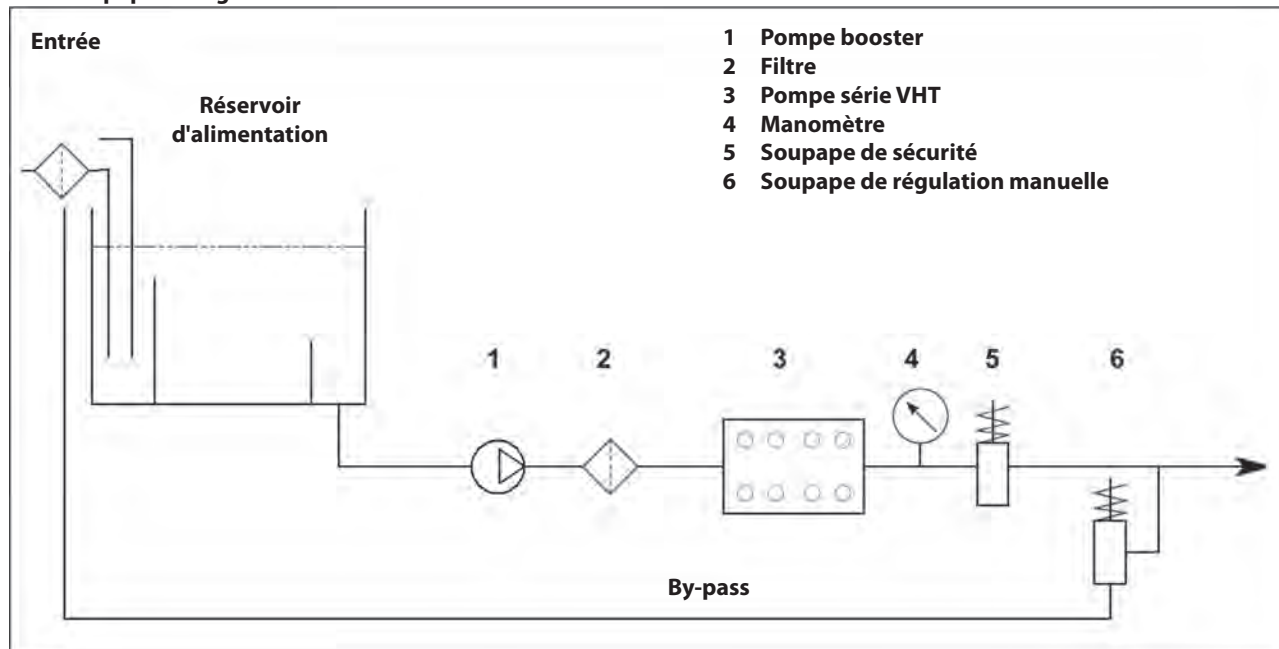 Entrée
Réservoir
d'alimentation
1 Pompe booster
2 Filtre
3 Pompe série VHT
4 Manomètre
5 Soupape de sécurité
6 Soupape de régulation manuelle
1 2 3 4 5 6
By-pass